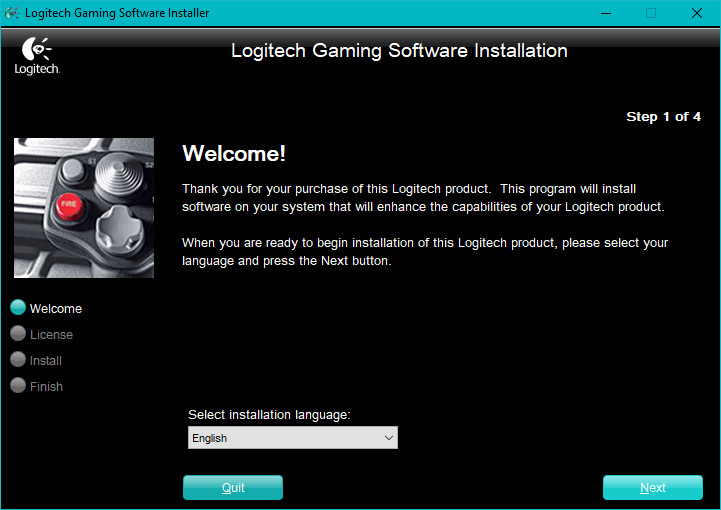 Logitech Gaming Software Installer
Logitech
Logitech Gaming Software Installation
Step 1 of 4
S1
S2
FIRE
Welcome!
Thank you for your purchase of this Logitech product.  This program will install
software on your system that will enhance the capabilities of your Logitech product.
When you are ready to begin installation of this Logitech product, please select your
language and press the Next button.
Welcome
License
Install
Finish
Select installation language:
English
Quit
Next